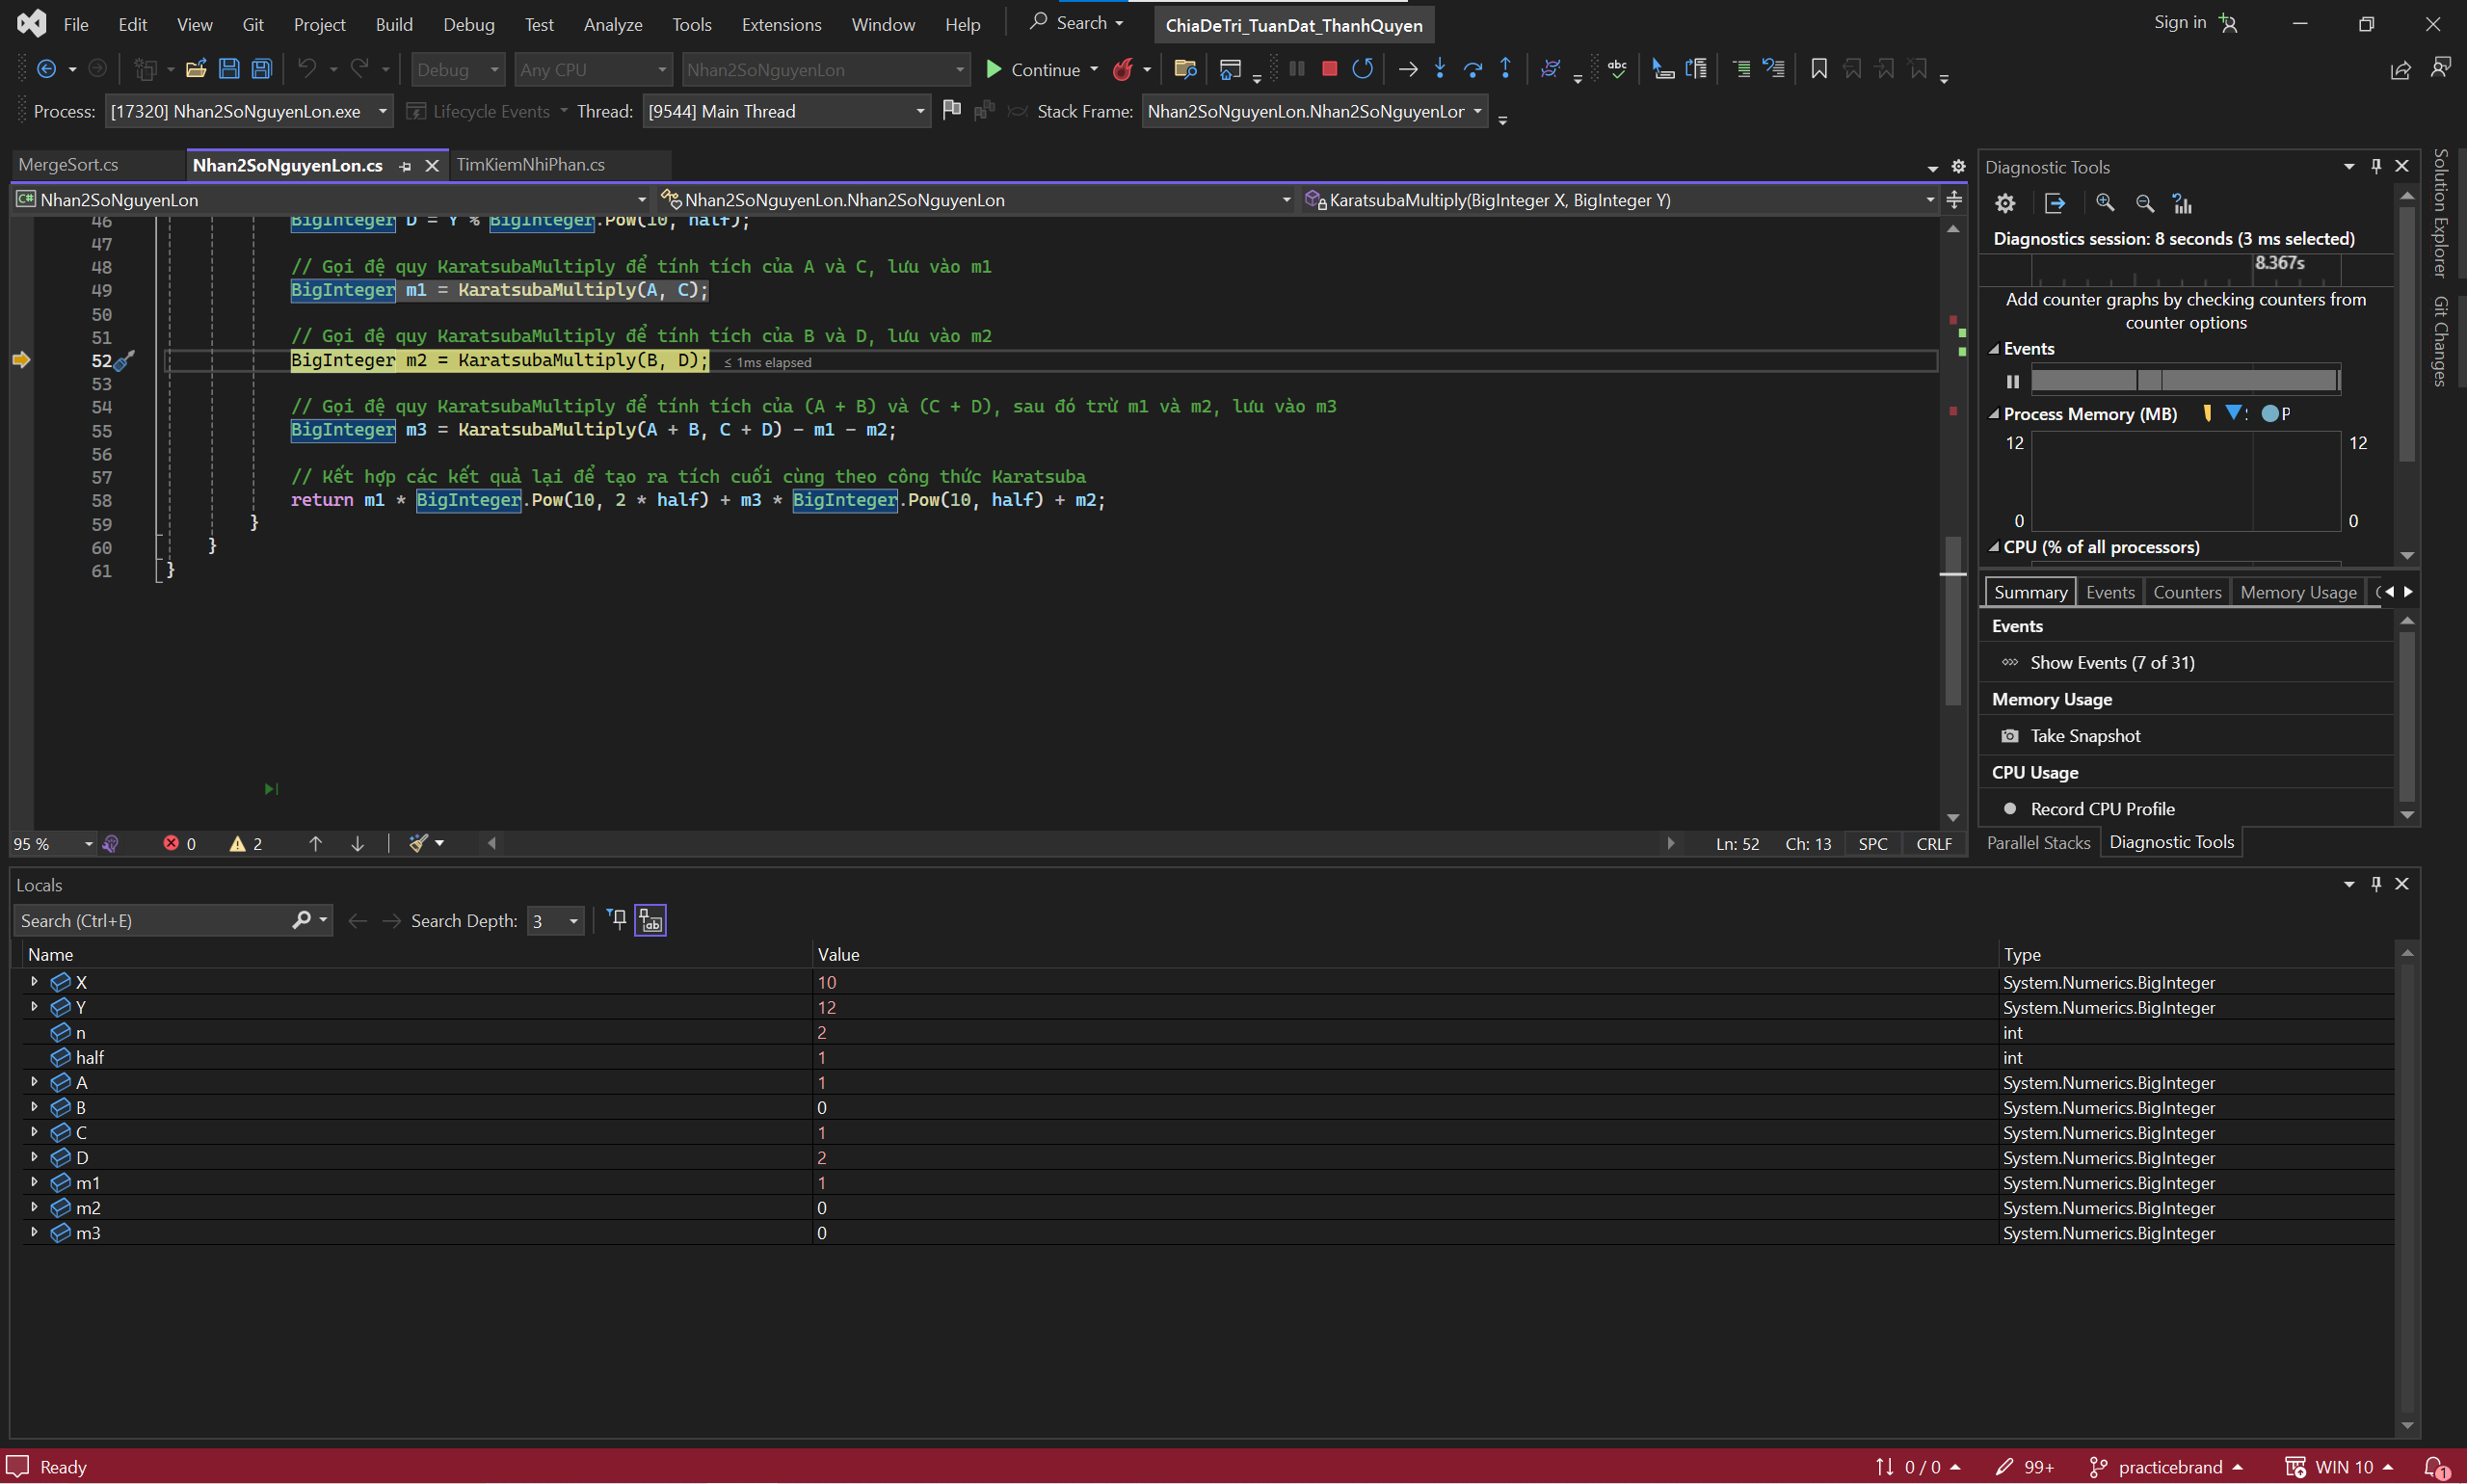 File Edit View Git Project Build Debug Test Analyze Tools Extensions Window Help Search ChiaDeTri_TuanDat_ThanhQuyen Sign in
Debug Any CPU Nhan2SoNguyenLon Continue
Process: [17320] Nhan2SoNguyenLon.exe Lifecycle Events Thread: [9544] Main Thread Stack Frame: Nhan2SoNguyenLon.Nhan2SoNguyenLor
MergeSort.cs Nhan2SoNguyenLon.cs TimKiemNhiPhan.cs
Nhan2SoNguyenLon Nhan2SoNguyenLon.Nhan2SoNguyenLon KaratsubaMultiply(BigInteger X, BigInteger Y)
46 BigInteger D = Y % BigInteger.Pow(10, half);
47
48 // Gọi đệ quy KaratsubaMultiply để tính tích của A và C, lưu vào m1
49 BigInteger m1 = KaratsubaMultiply(A, C);
50
51 // Gọi đệ quy KaratsubaMultiply để tính tích của B và D, lưu vào m2
52 BigInteger m2 = KaratsubaMultiply(B, D); ≤ 1ms elapsed
53
54 // Gọi đệ quy KaratsubaMultiply để tính tích của (A + B) và (C + D), sau đó trừ m1 và m2, lưu vào m3
55 BigInteger m3 = KaratsubaMultiply(A + B, C + D) - m1 - m2;
56
57 // Kết hợp các kết quả lại để tạo ra tích cuối cùng theo công thức Karatsuba
58 return m1 * BigInteger.Pow(10, 2 * half) + m3 * BigInteger.Pow(10, half) + m2;
59 }
60 }
61 }
95 % 0 2 Ln: 52 Ch: 13 SPC CRLF
Diagnostic Tools
Diagnostics session: 8 seconds (3 ms selected)
8.367s
Add counter graphs by checking counters from
counter options
Events
Process Memory (MB) P
12 12
0 0
CPU (% of all processors)
Summary Events Counters Memory Usage
Events
Show Events (7 of 31)
Memory Usage
Take Snapshot
CPU Usage
Record CPU Profile
Parallel Stacks Diagnostic Tools
Solution Explorer
Git Changes
Locals
Search (Ctrl+E) Search Depth: 3
Name Value Type
X 10 System.Numerics.BigInteger
Y 12 System.Numerics.BigInteger
n 2 int
half 1 int
A 1 System.Numerics.BigInteger
B 0 System.Numerics.BigInteger
C 1 System.Numerics.BigInteger
D 2 System.Numerics.BigInteger
m1 1 System.Numerics.BigInteger
m2 0 System.Numerics.BigInteger
m3 0 System.Numerics.BigInteger
Ready 0 / 0 99+ practicebrand WIN 10 1